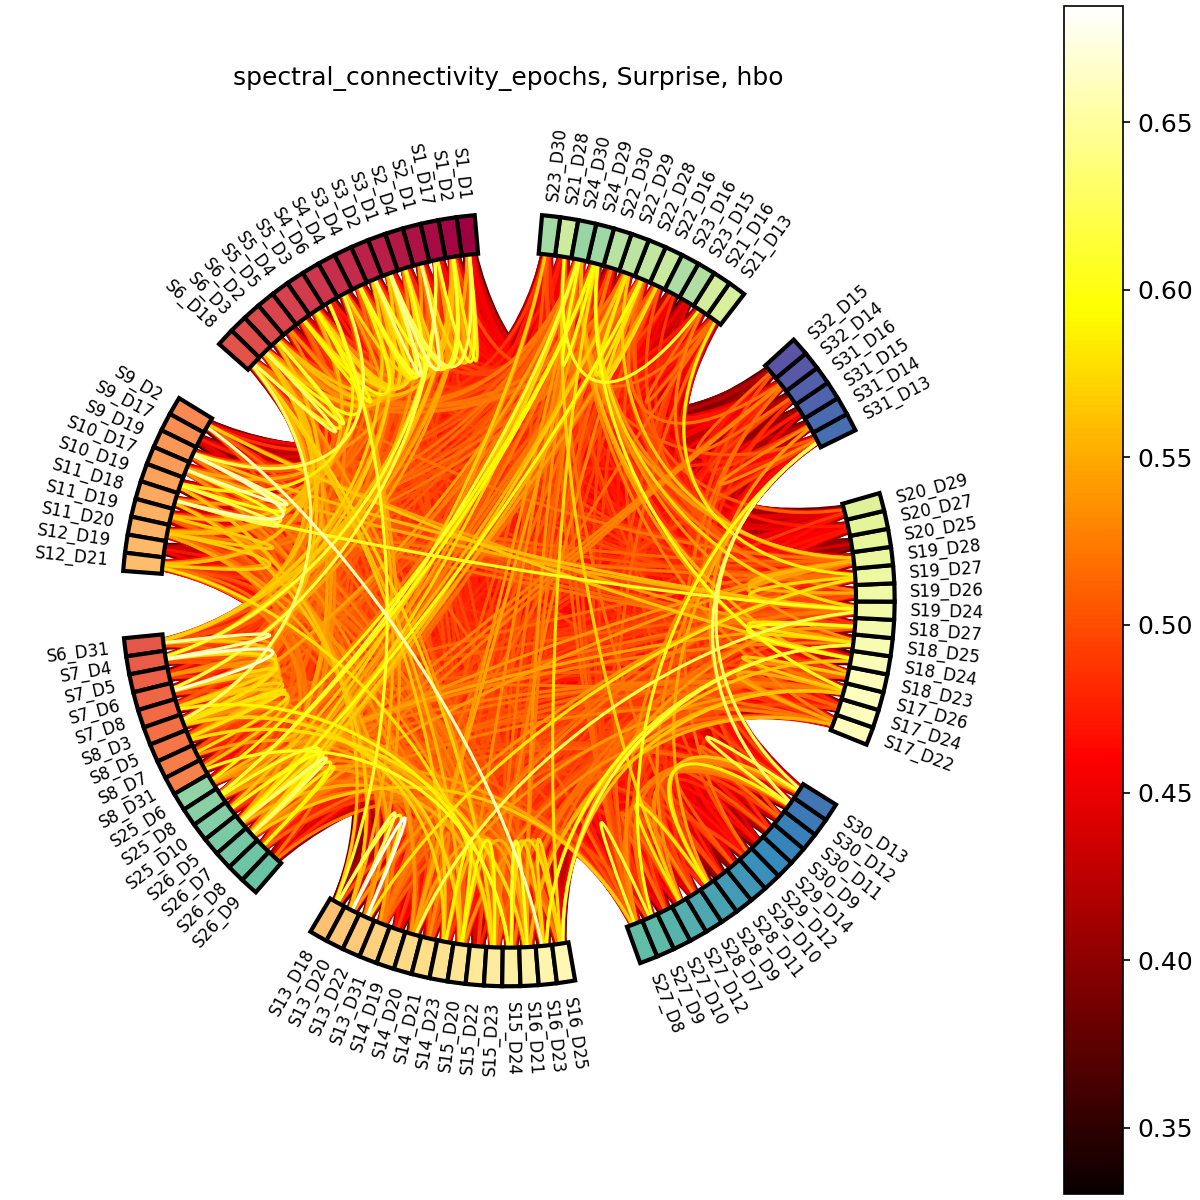 spectral_connectivity_epochs, Surprise, hbo
S1_D1
S1_D2
S1_D17
S2_D1
S2_D4
S3_D1
S3_D2
S3_D4
S4_D4
S4_D6
S5_D3
S5_D4
S5_D5
S6_D2
S6_D3
S6_D18
S9_D2
S9_D17
S9_D19
S10_D17
S10_D19
S11_D18
S11_D19
S11_D20
S12_D19
S12_D21
S6_D31
S7_D4
S7_D5
S7_D6
S7_D8
S8_D3
S8_D5
S8_D7
S8_D31
S25_D6
S25_D8
S25_D10
S26_D5
S26_D7
S26_D8
S26_D9
S13_D18
S13_D20
S13_D22
S13_D31
S14_D19
S14_D20
S14_D21
S14_D23
S15_D20
S15_D22
S15_D23
S15_D24
S16_D21
S16_D23
S16_D25
S27_D8
S27_D9
S27_D10
S27_D12
S28_D7
S28_D9
S28_D11
S29_D10
S29_D12
S29_D14
S30_D9
S30_D11
S30_D12
S30_D13
S17_D22
S17_D24
S17_D26
S18_D23
S18_D24
S18_D25
S18_D27
S19_D24
S19_D26
S19_D27
S19_D28
S20_D25
S20_D27
S20_D29
S31_D13
S31_D14
S31_D15
S31_D16
S32_D14
S32_D15
S21_D13
S21_D16
S23_D15
S23_D16
S22_D16
S22_D28
S22_D29
S22_D30
S24_D29
S24_D30
S21_D28
S23_D30
0.65
0.60
0.55
0.50
0.45
0.40
0.35